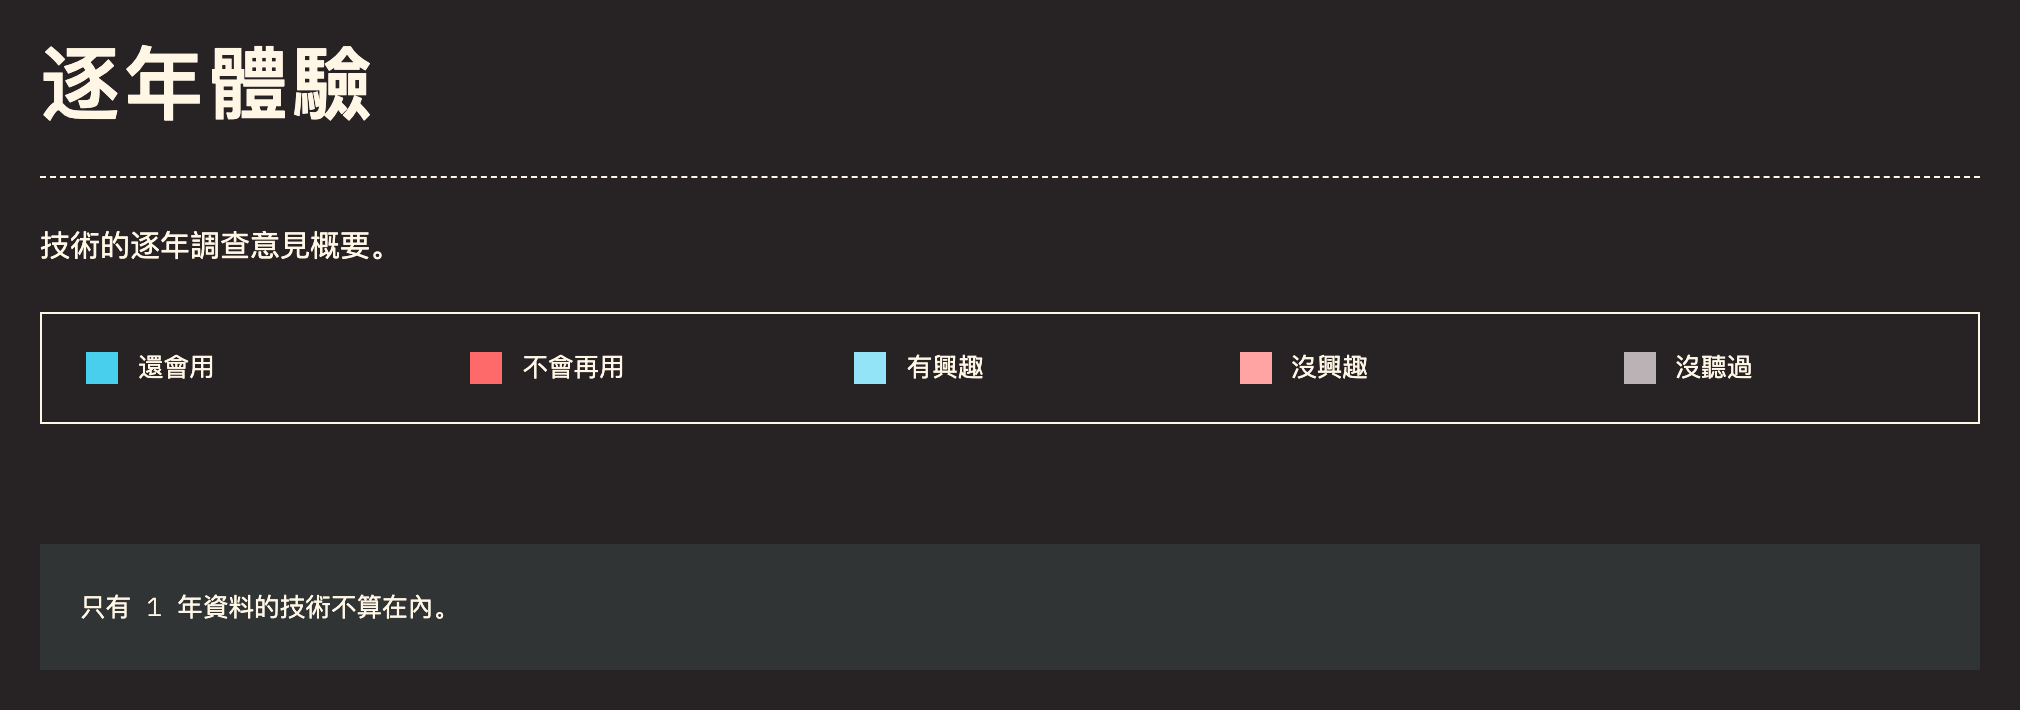 逐年體驗
技術的逐年調查意見概要。
還會用 不會再用 有興趣 沒興趣 沒聽過
只有 1 年資料的技術不算在內。